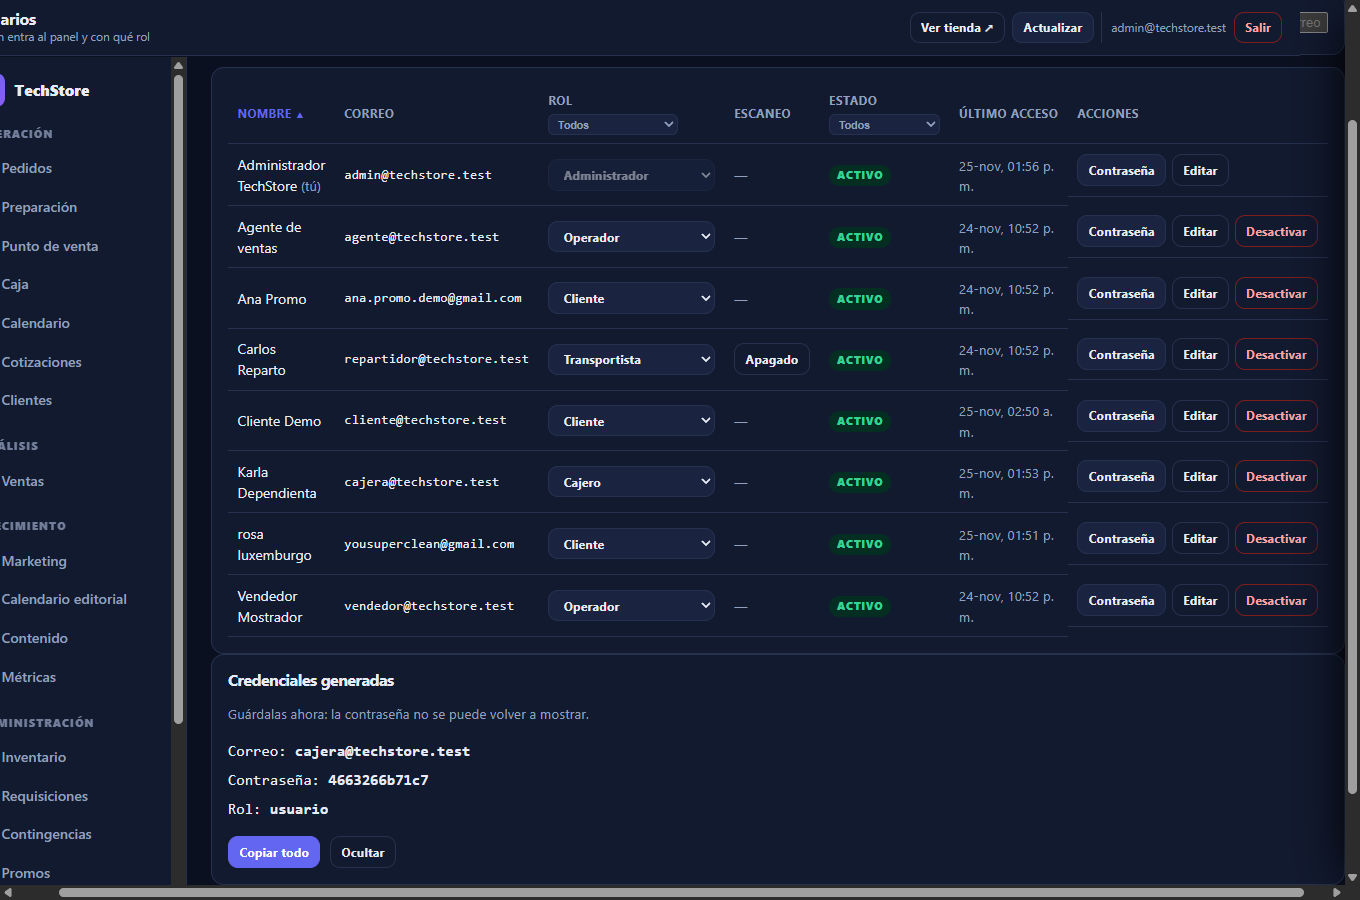 arios
n entra al panel y con qué rol
Ver tienda ↗
Actualizar
admin@techstore.test
Salir
reo
TechStore
ERACIÓN
Pedidos
Preparación
Punto de venta
Caja
Calendario
Cotizaciones
Clientes
ÁLISIS
Ventas
ECIMIENTO
Marketing
Calendario editorial
Contenido
Métricas
MINISTRACIÓN
Inventario
Requisiciones
Contingencias
Promos
NOMBRE ▲ CORREO ROL ESCANEO ESTADO ÚLTIMO ACCESO ACCIONES
Todos Todos
Administrador TechStore (tú) admin@techstore.test Administrador — ACTIVO 25-nov, 01:56 p. m. Contraseña Editar
Agente de ventas agente@techstore.test Operador — ACTIVO 24-nov, 10:52 p. m. Contraseña Editar Desactivar
Ana Promo ana.promo.demo@gmail.com Cliente — ACTIVO 24-nov, 10:52 p. m. Contraseña Editar Desactivar
Carlos Reparto repartidor@techstore.test Transportista Apagado ACTIVO 24-nov, 10:52 p. m. Contraseña Editar Desactivar
Cliente Demo cliente@techstore.test Cliente — ACTIVO 25-nov, 02:50 a. m. Contraseña Editar Desactivar
Karla Dependienta cajera@techstore.test Cajero — ACTIVO 25-nov, 01:53 p. m. Contraseña Editar Desactivar
rosa luxemburgo yousuperclean@gmail.com Cliente — ACTIVO 25-nov, 01:51 p. m. Contraseña Editar Desactivar
Vendedor Mostrador vendedor@techstore.test Operador — ACTIVO 24-nov, 10:52 p. m. Contraseña Editar Desactivar
Credenciales generadas
Guárdalas ahora: la contraseña no se puede volver a mostrar.
Correo: cajera@techstore.test
Contraseña: 4663266b71c7
Rol: usuario
Copiar todo
Ocultar